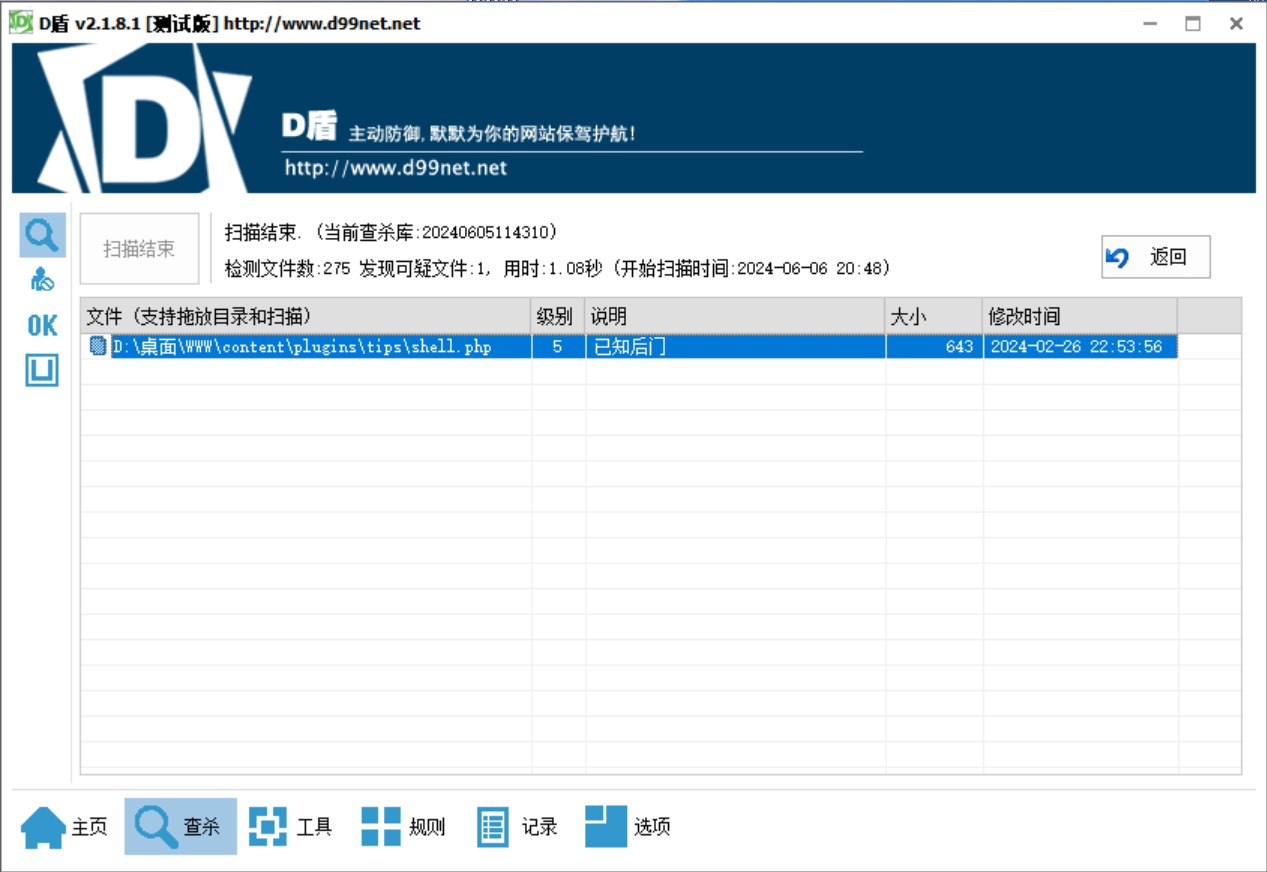 D盾 v2.1.8.1 [测试版] http://www.d99net.net
D盾 主动防御,默默为你的网站保驾护航!
http://www.d99net.net
扫描结束
扫描结束. (当前查杀库:20240605114310)
检测文件数:275 发现可疑文件:1, 用时:1.08秒 (开始扫描时间:2024-06-06 20:48)
返回
OK
文件 (支持拖放目录和扫描) 级别 说明 大小 修改时间
D:\桌面\WWW\content\plugins\tips\shell.php 5 已知后门 643 2024-02-26 22:53:56
主页 查杀 工具 规则 记录 选项